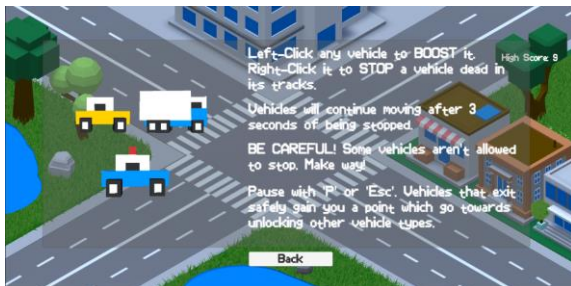 Left-Click any vehicle to BOOST it.
Right-Click it to STOP a vehicle dead in
its tracks.
High Score: 9
Vehicles will continue moving after 3
seconds of being stopped.
BE CAREFUL! Some vehicles aren't allowed
to stop. Make way!
Pause with 'P' or 'Esc'. Vehicles that exit
safely gain you a point which go towards
unlocking other vehicle types.
Back